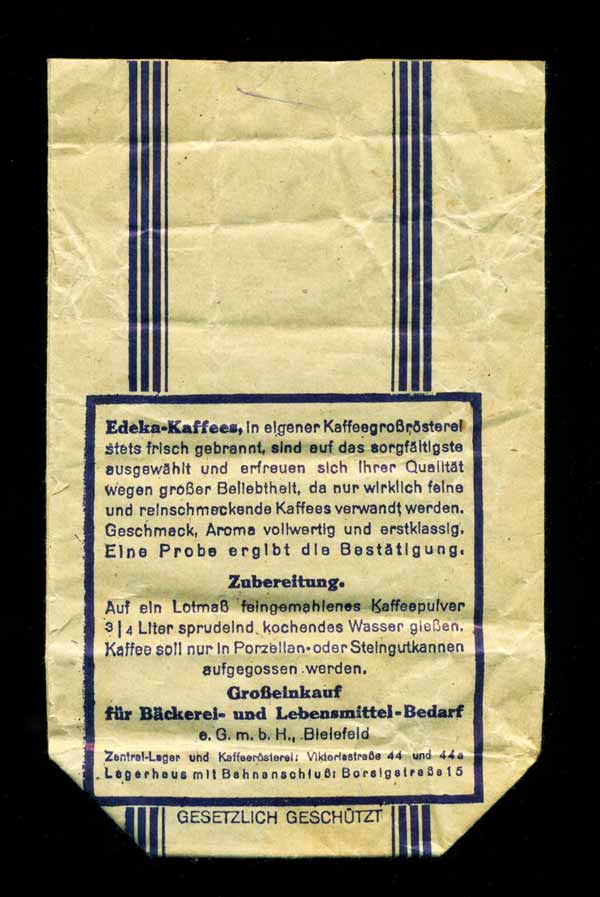 Edeka-Kaffees, in eigener Kaffeegroßrösterei
stets frisch gebrannt, sind auf das sorgfältigste
ausgewählt und erfreuen sich ihrer Qualität
wegen großer Beliebtheit, da nur wirklich feine
und reinschmeckende Kaffees verwandt werden.
Geschmack, Aroma vollwertig und erstklassig.
Eine Probe ergibt die Bestätigung.
Zubereitung.
Auf ein Lotmaß feingemahlenes Kaffeepulver
3|4 Liter sprudelnd kochendes Wasser gießen.
Kaffee soll nur in Porzellan- oder Steingutkannen
aufgegossen werden.
Großeinkauf
für Bäckerei- und Lebensmittel-Bedarf
e. G. m. b. H., Bielefeld
Zentral-Lager und Kaffeerösterei: Viktoriastraße 44 und 44a
Lagerhaus mit Bahnanschluß: Borsigstraße 15
GESETZLICH GESCHÜTZT